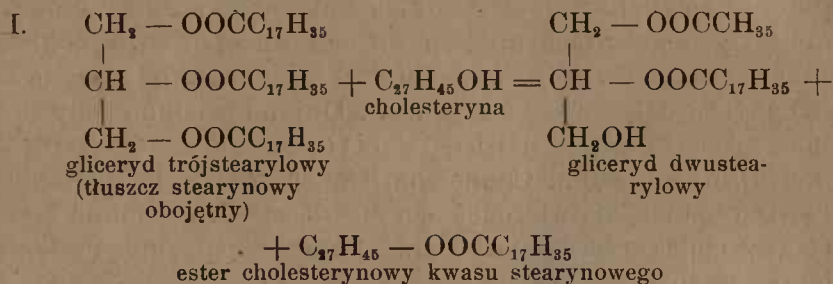 I. CH₂ — OOCC₁₇H₃₅ CH₂ — OOCCH₃₅
| |
CH — OOCC₁₇H₃₅ + C₂₇H₄₅OH = CH — OOCC₁₇H₃₅ +
| cholesteryna |
CH₂ — OOCC₁₇H₃₅ CH₂OH
gliceryd trójstearylowy gliceryd dwustea-
(tłuszcz stearynowy rylowy
obojętny)
+ C₂₇H₄₅ — OOCC₁₇H₃₅
ester cholesterynowy kwasu stearynowego